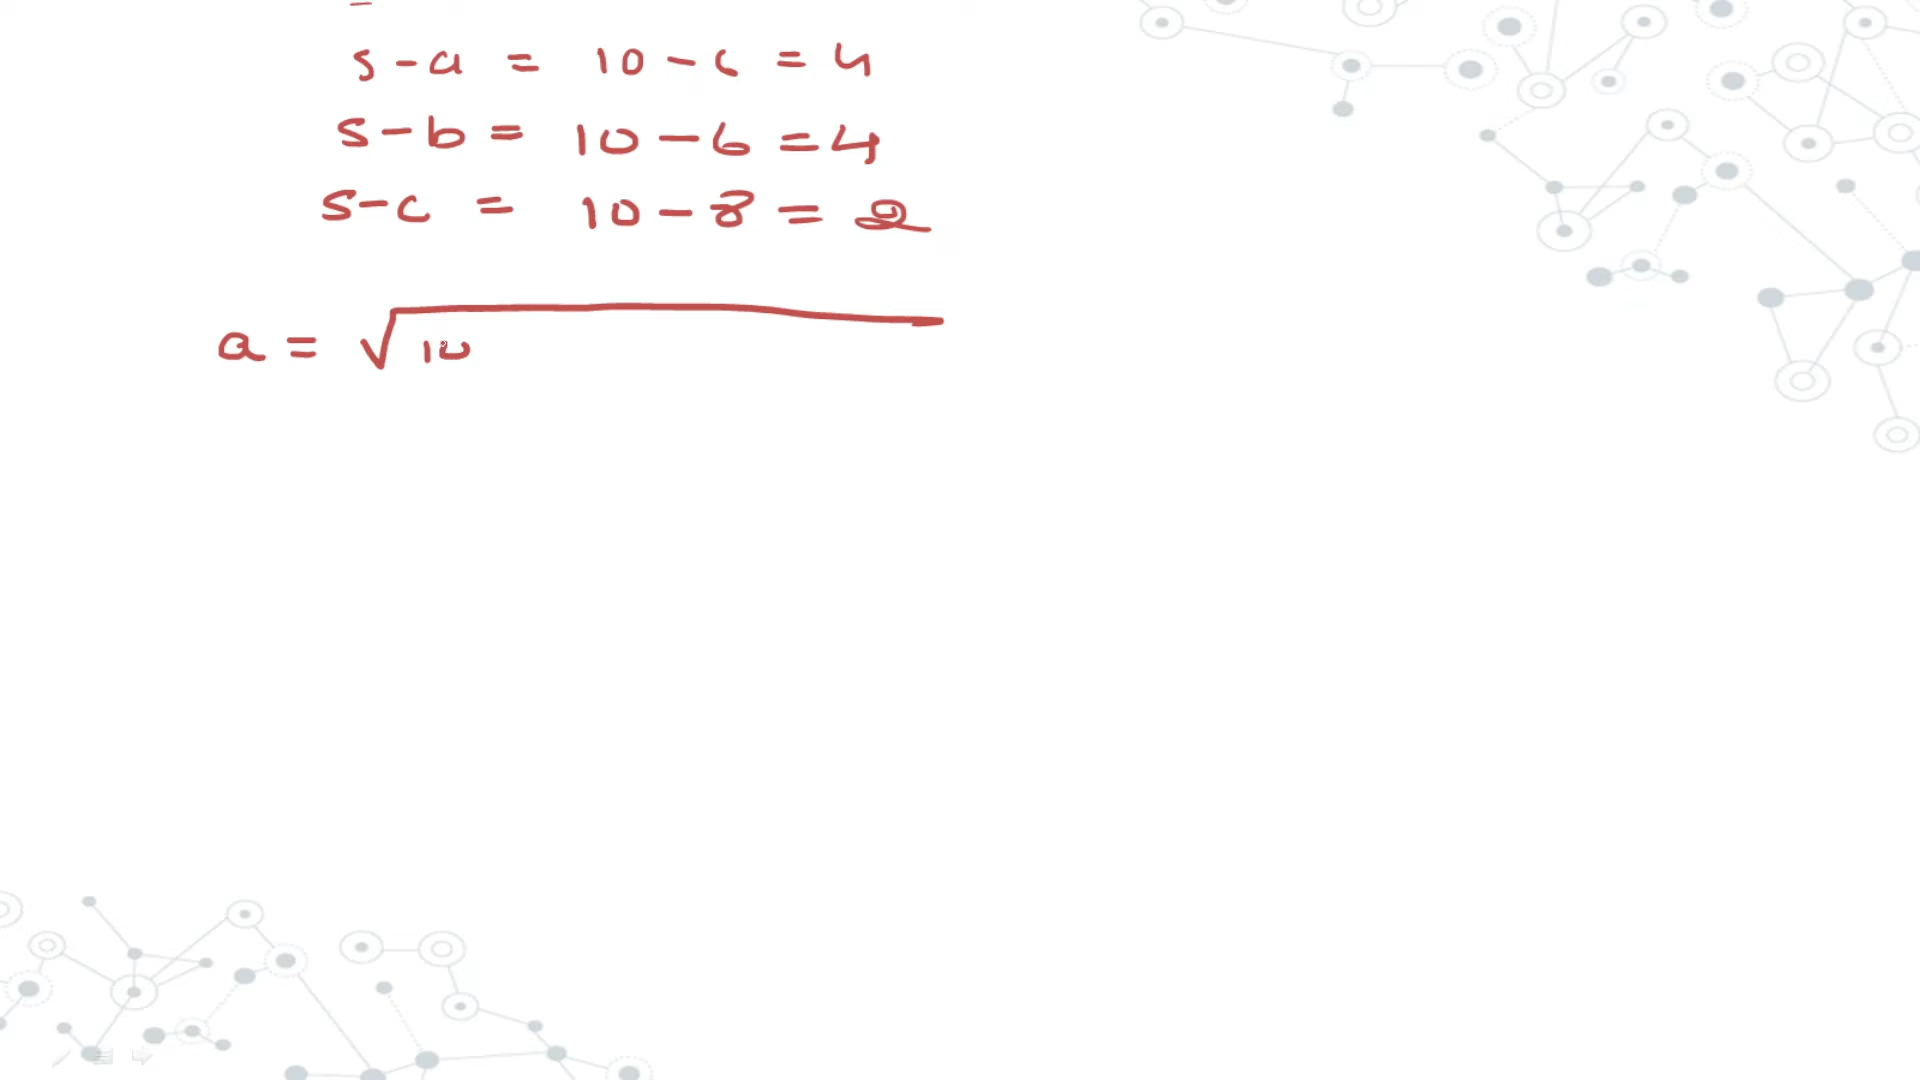 s-a = 10-6 = 4
s-b = 10-6 = 4
s-c = 10-8 = 2
a = √10